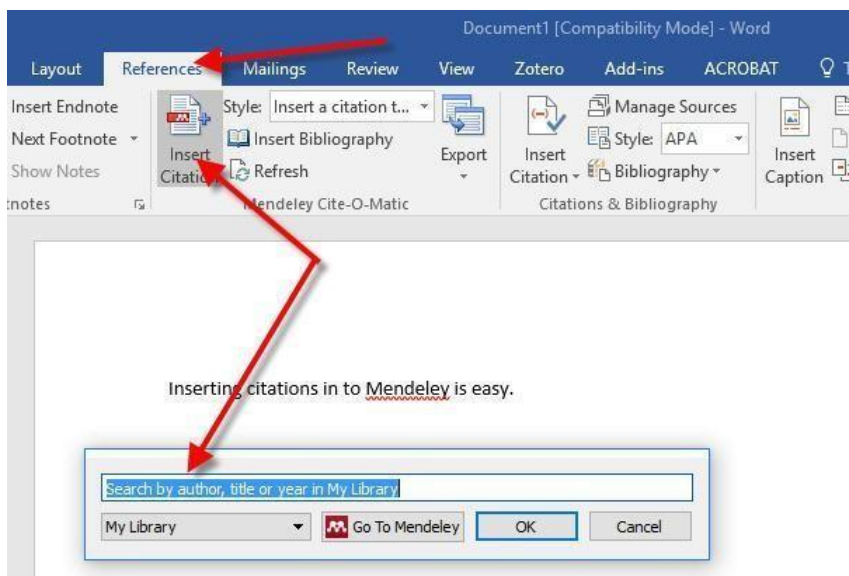 Document1 [Compatibility Mode] - Word
Layout References Mailings Review View Zotero Add-ins ACROBAT
Insert Endnote
Next Footnote
Show Notes
Insert
Style: Insert a citation t...
Insert Bibliography
Refresh
Mendeley Cite-O-Matic
Export
Insert
Citation
Manage Sources
Style: APA
Bibliography
Citations & Bibliography
Insert
Caption
Inserting citations in to Mendeley is easy.
Search by author, title or year in My Library
My Library Go To Mendeley OK Cancel